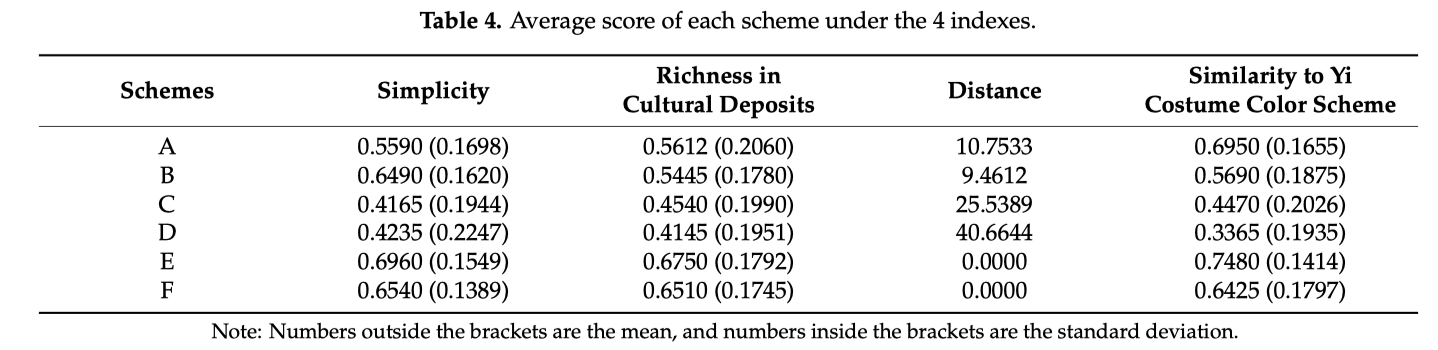 Table 4. Average score of each scheme under the 4 indexes.
Schemes Simplicity Richness in Cultural Deposits Distance Similarity to Yi Costume Color Scheme
A 0.5590 (0.1698) 0.5612 (0.2060) 10.7533 0.6950 (0.1655)
B 0.6490 (0.1620) 0.5445 (0.1780) 9.4612 0.5690 (0.1875)
C 0.4165 (0.1944) 0.4540 (0.1990) 25.5389 0.4470 (0.2026)
D 0.4235 (0.2247) 0.4145 (0.1951) 40.6644 0.3365 (0.1935)
E 0.6960 (0.1549) 0.6750 (0.1792) 0.0000 0.7480 (0.1414)
F 0.6540 (0.1389) 0.6510 (0.1745) 0.0000 0.6425 (0.1797)
Note: Numbers outside the brackets are the mean, and numbers inside the brackets are the standard deviation.